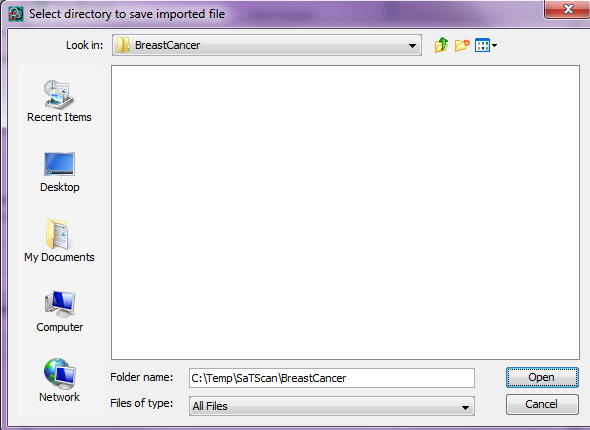 Select directory to save imported file
Look in: BreastCancer
Recent Items
Desktop
My Documents
Computer
Network
Folder name: C:\Temp\SaTScan\BreastCancer Open
Files of type: All Files Cancel